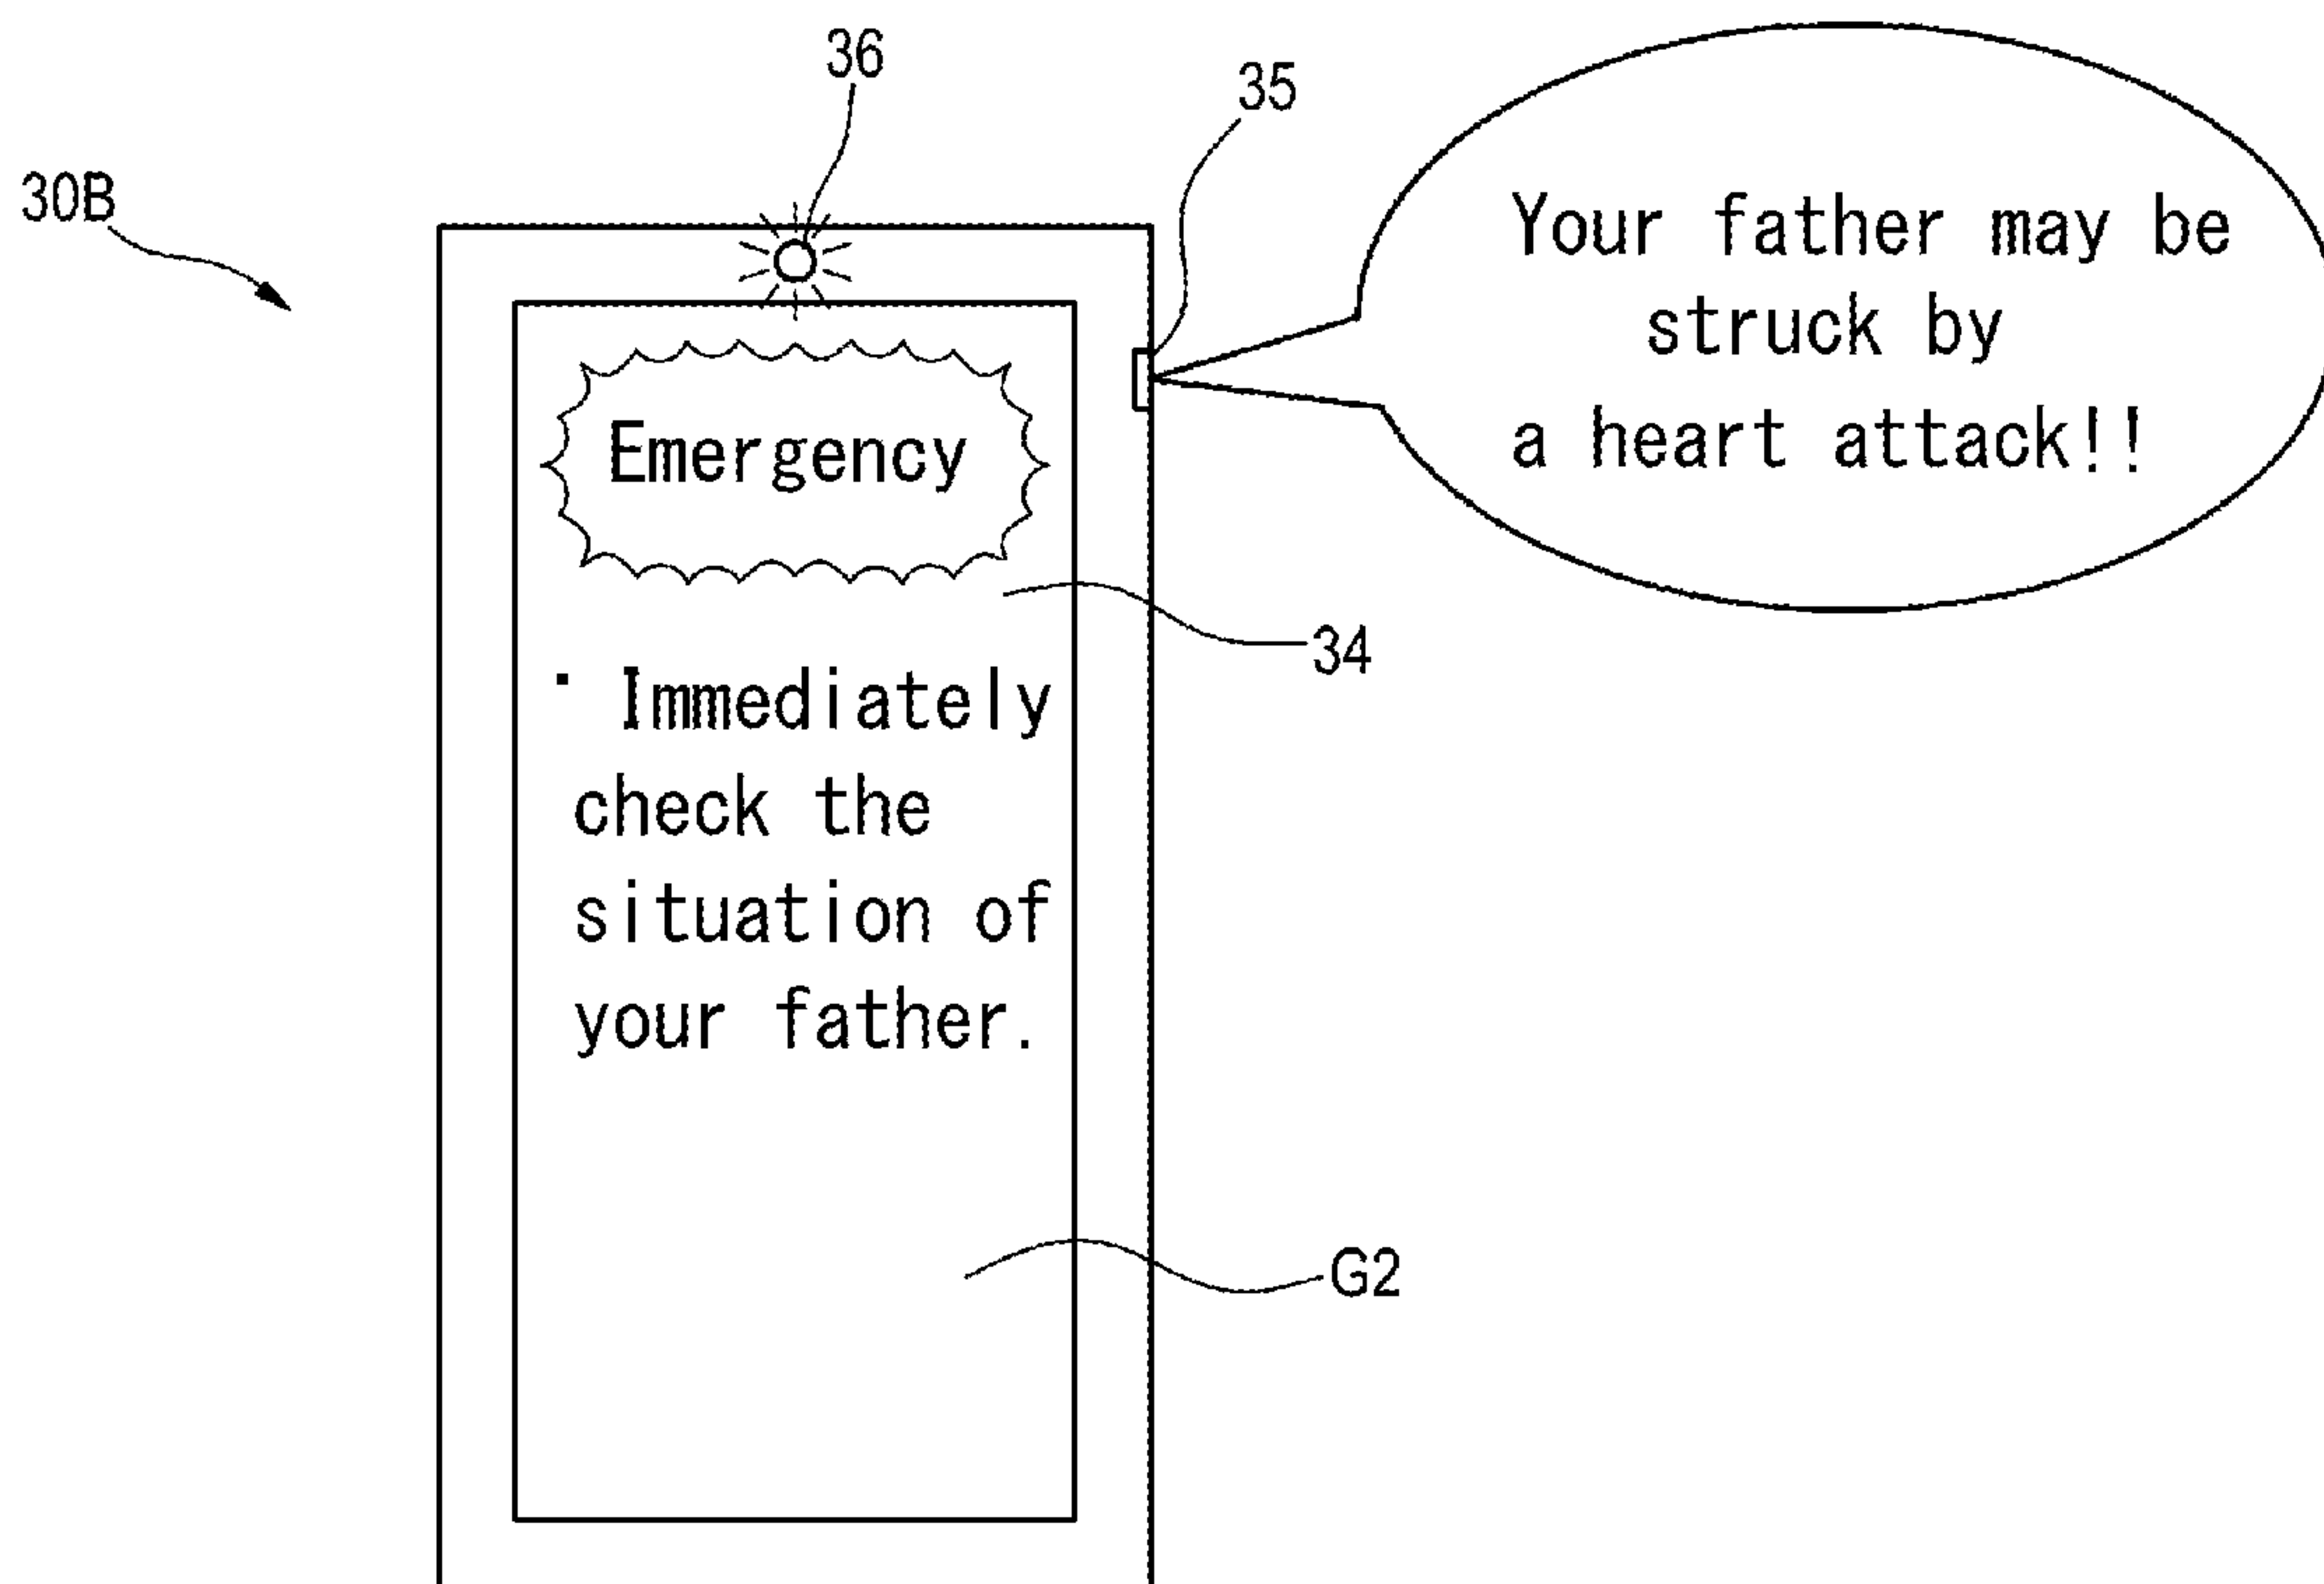 36
35
30B
Your father may be
struck by
a heart attack!!
Emergency
34
· Immediately
check the
situation of
your father.
G2